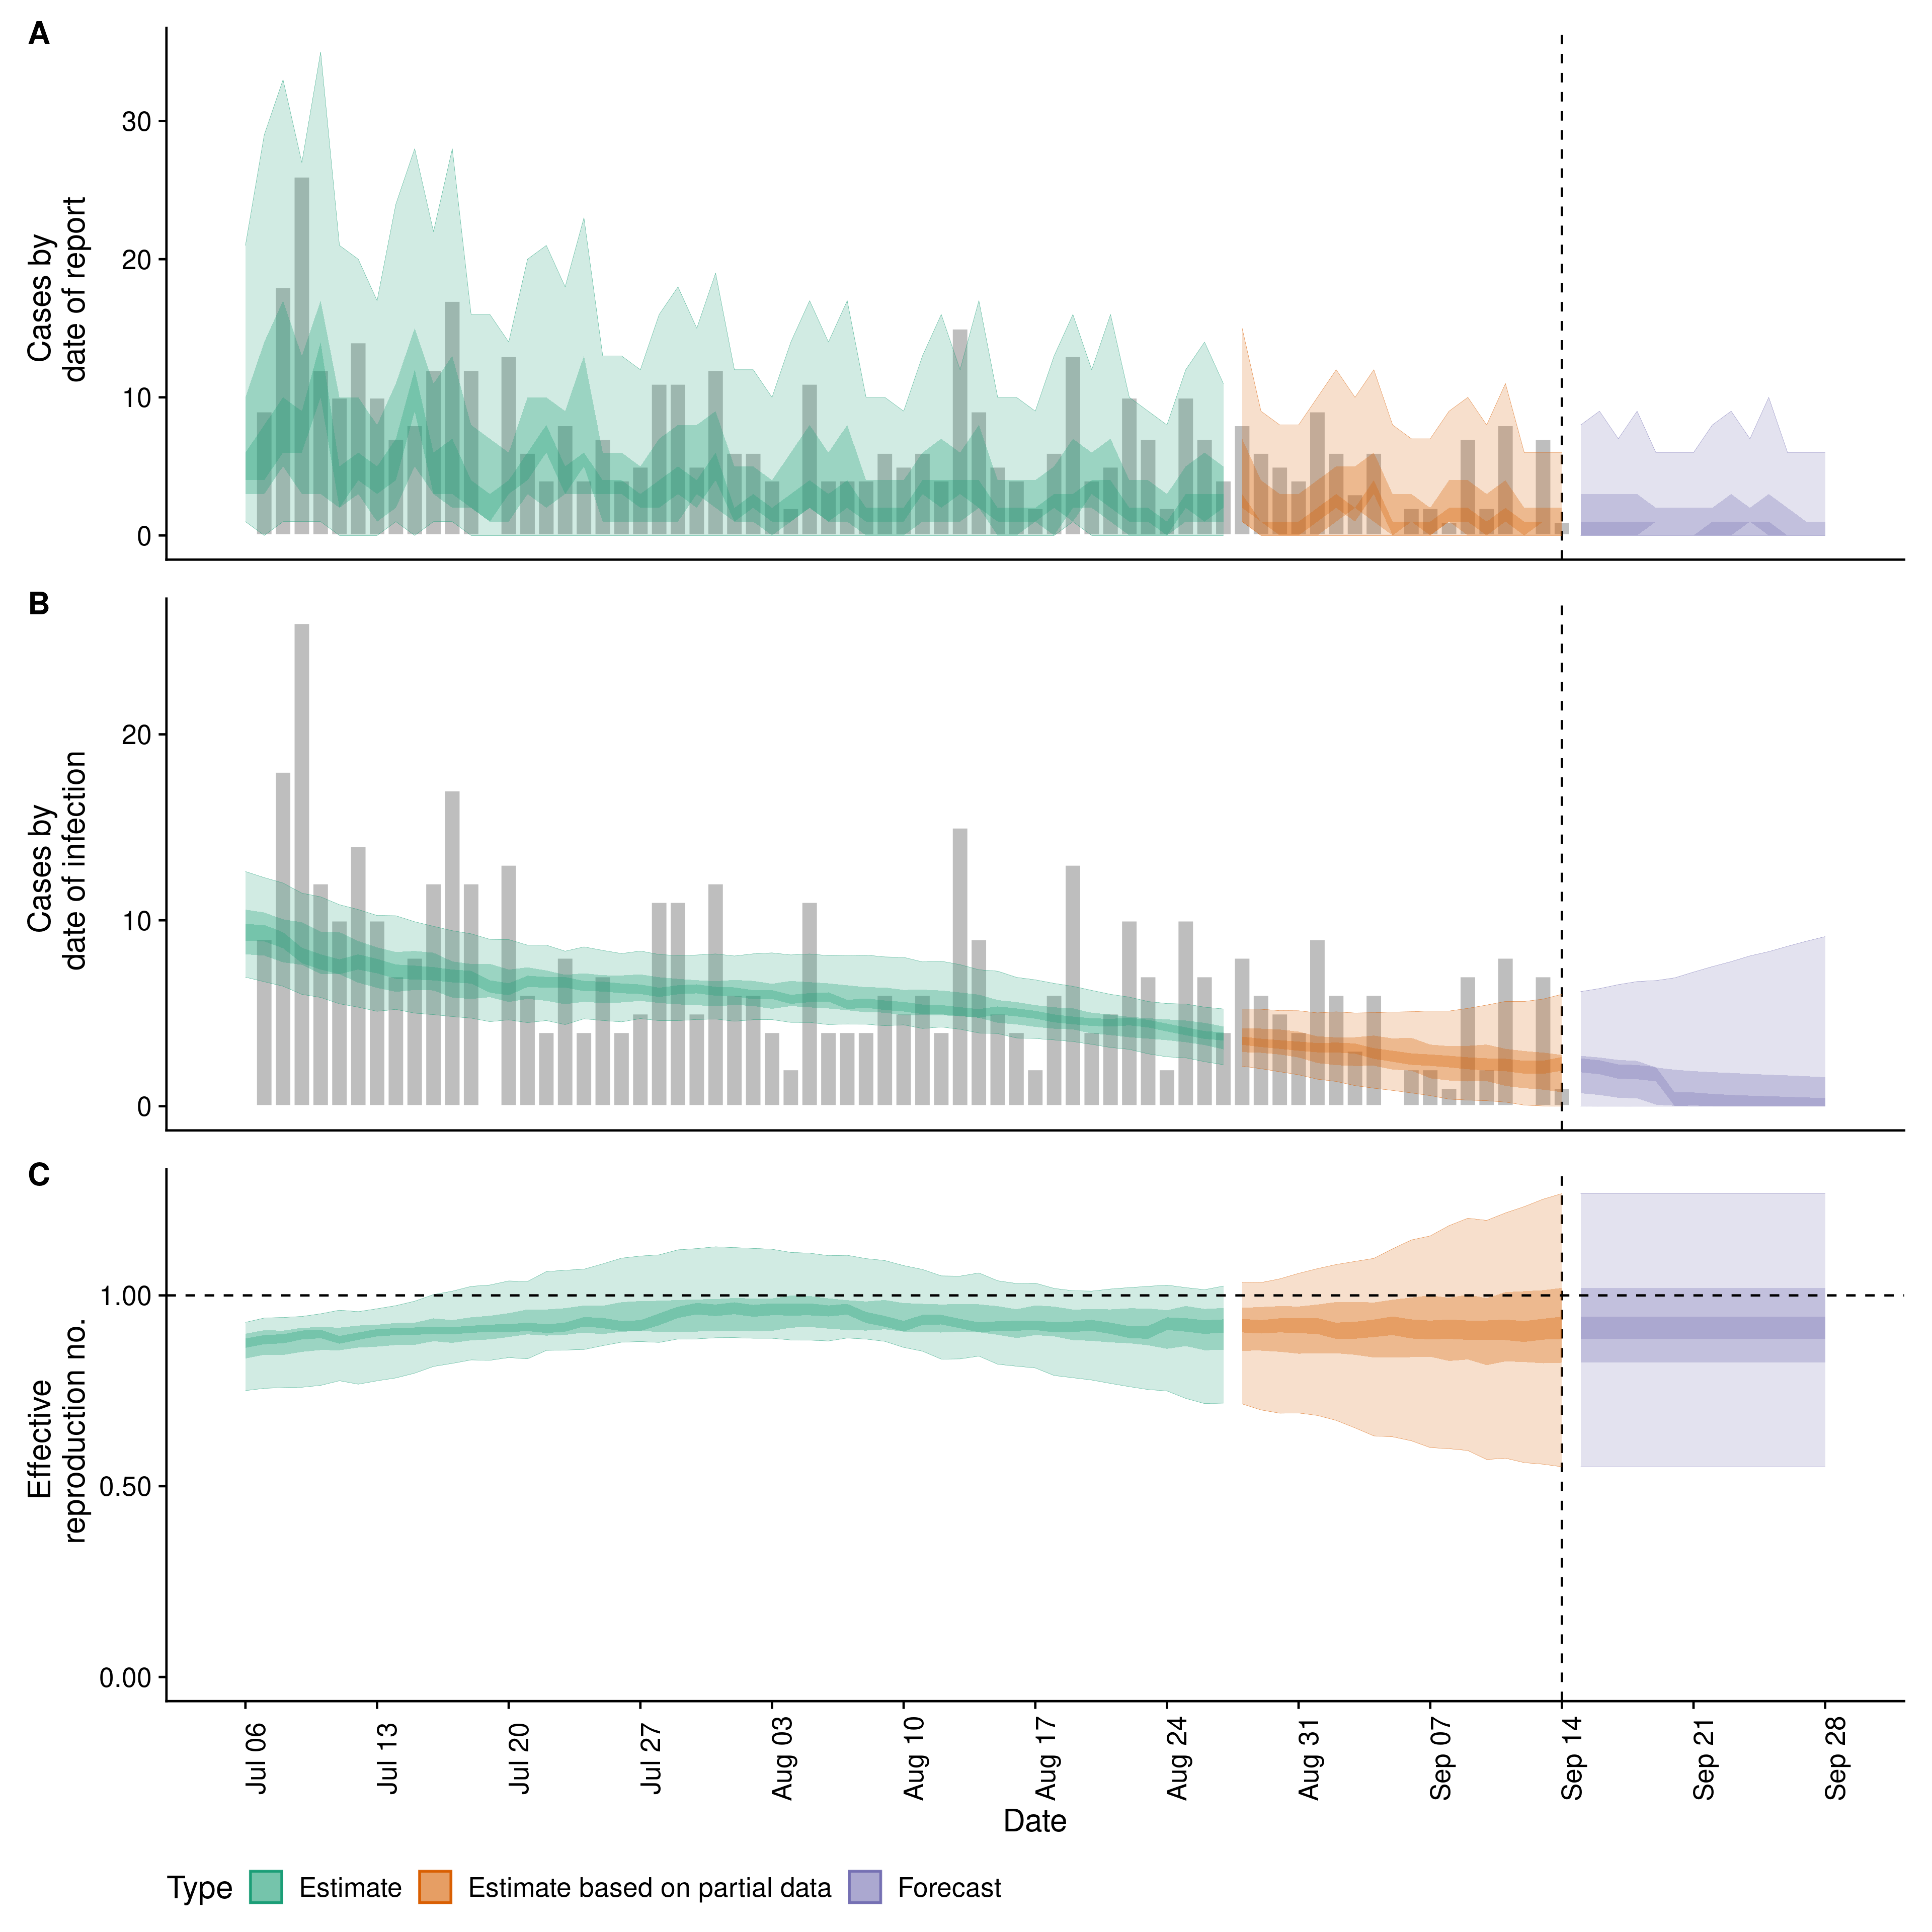 A
Cases by
date of report
30
20
10
0
B
Cases by
date of infection
20
10
0
C
Effective
reproduction no.
1.00
0.50
0.00
Jul 06
Jul 13
Jul 20
Jul 27
Aug 03
Aug 10
Aug 17
Aug 24
Aug 31
Sep 07
Sep 14
Sep 21
Sep 28
Date
Type Estimate Estimate based on partial data Forecast